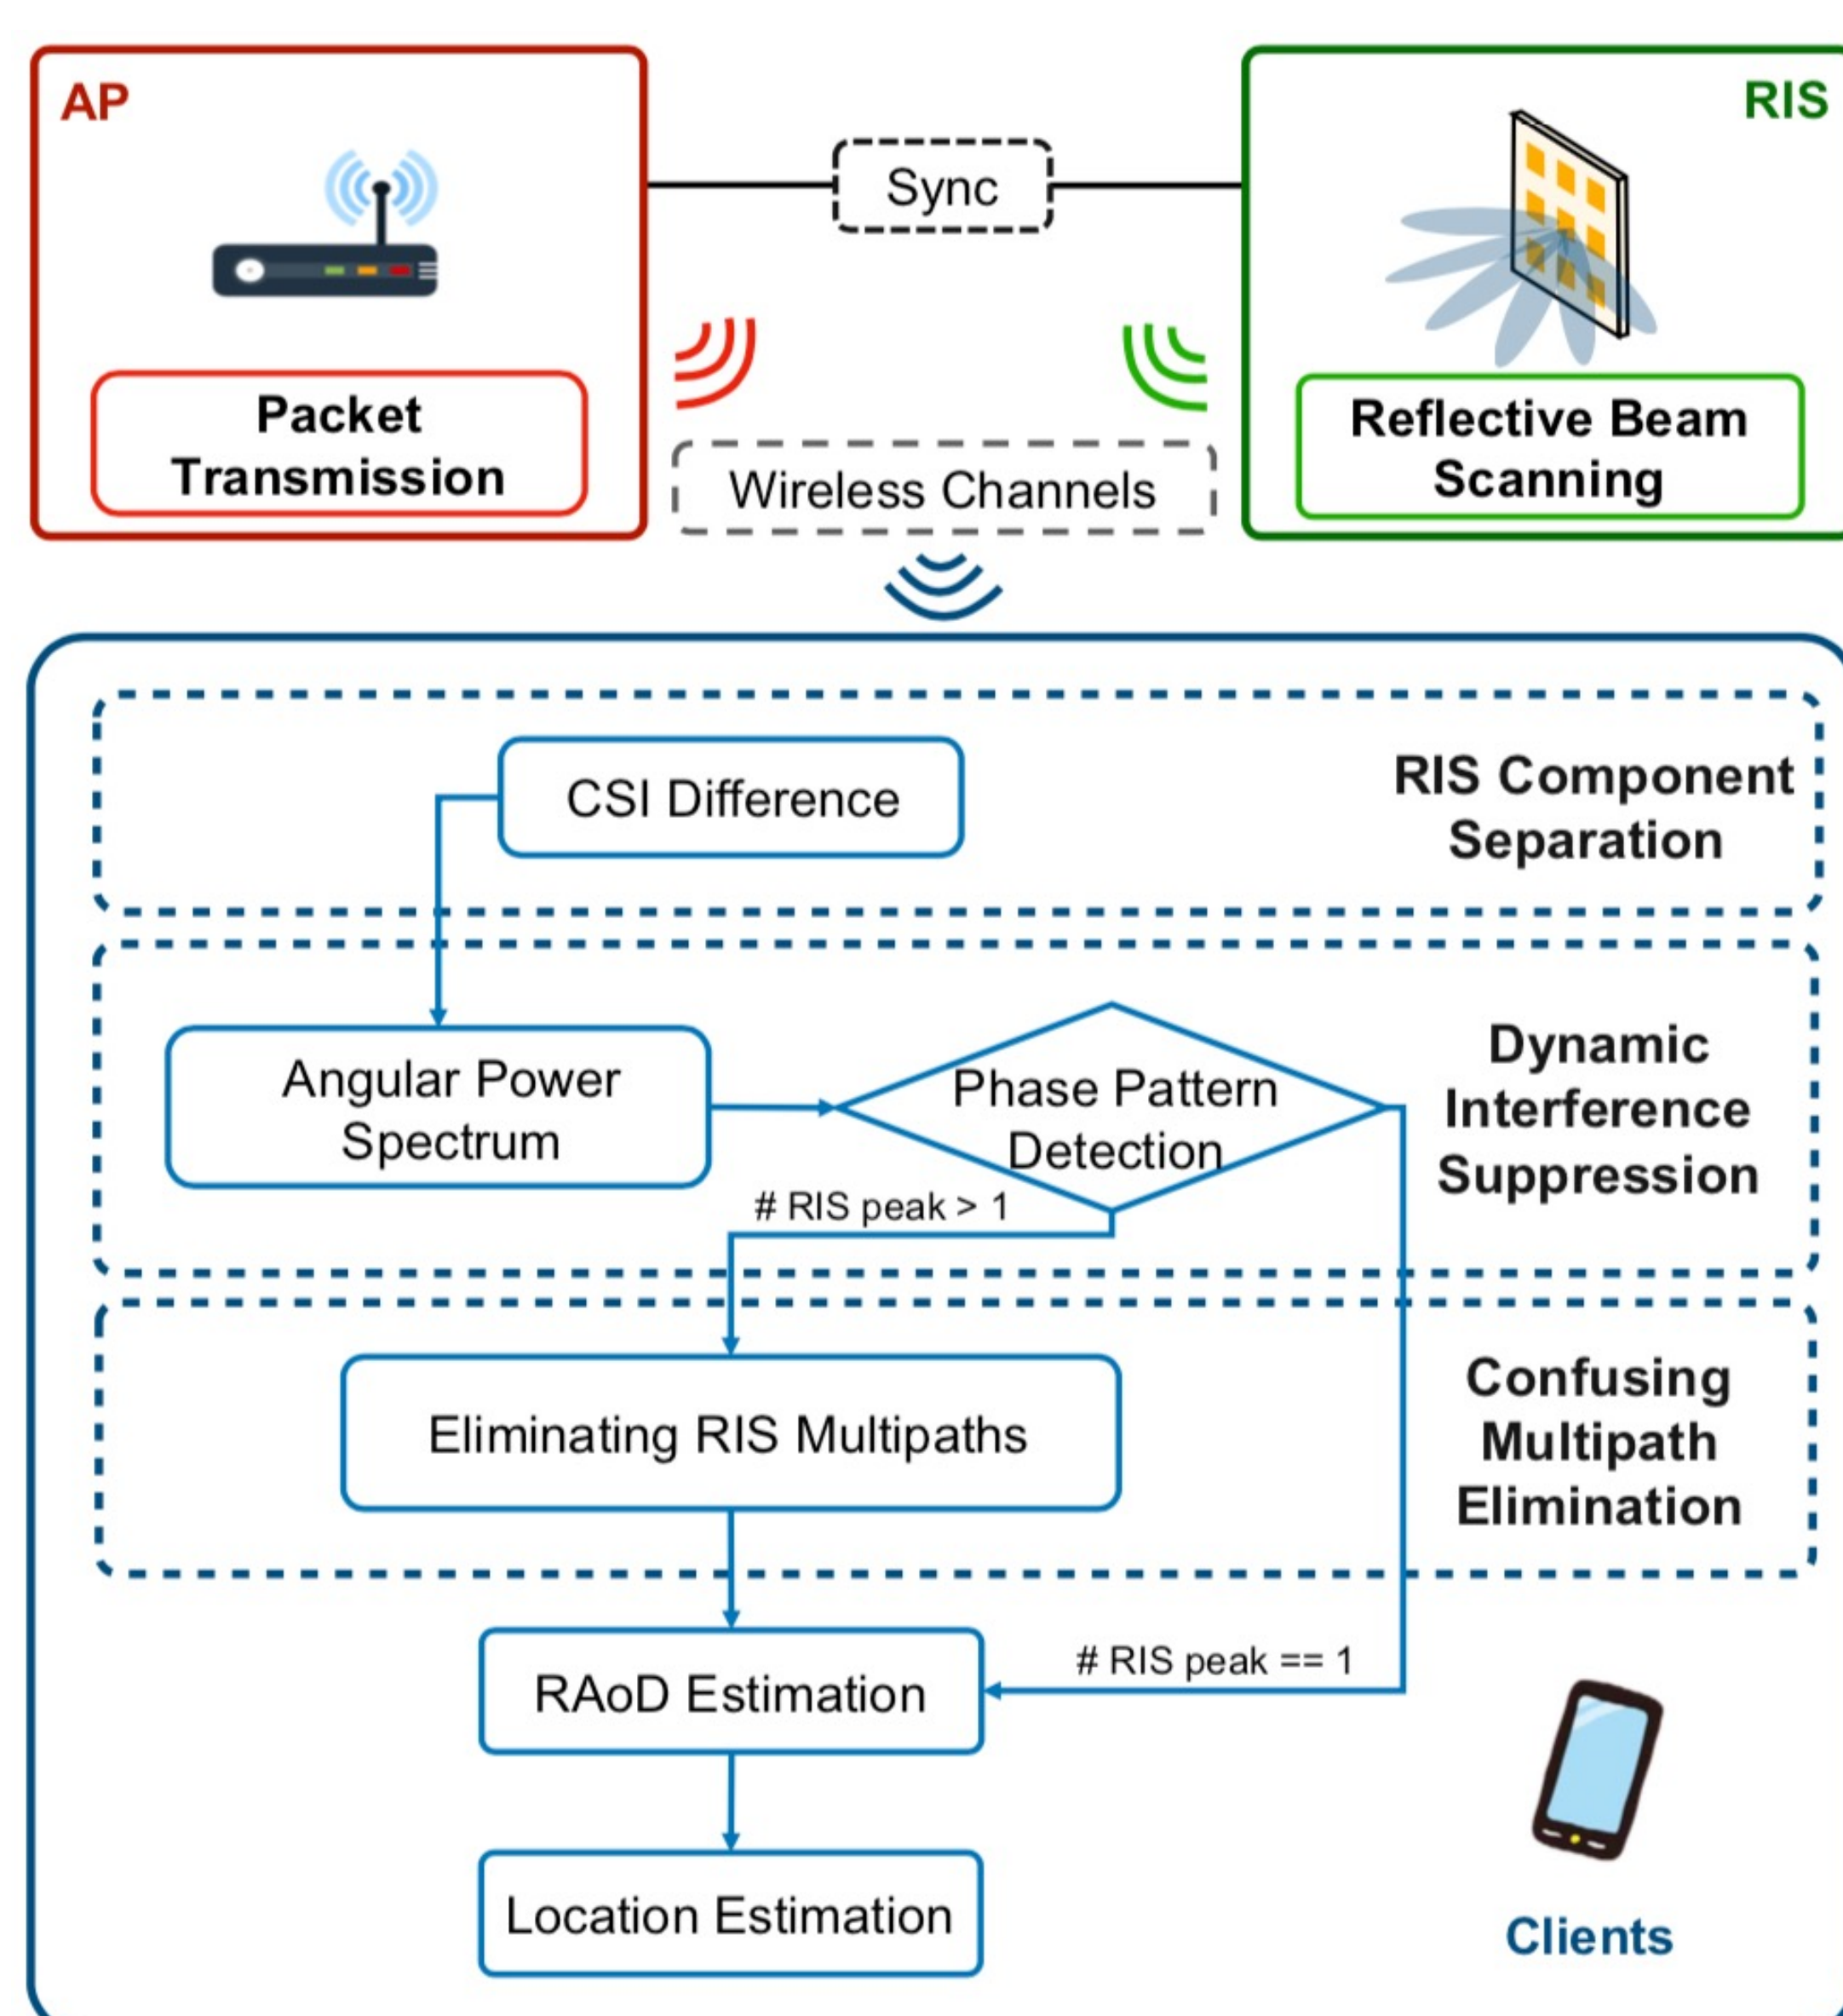 AP
RIS
Sync
Packet
Transmission
Wireless Channels
Reflective Beam
Scanning
CSI Difference
RIS Component
Separation
Angular Power
Spectrum
Phase Pattern
Detection
Dynamic
Interference
Suppression
# RIS peak > 1
Eliminating RIS Multipaths
Confusing
Multipath
Elimination
RAoD Estimation
# RIS peak == 1
Location Estimation
Clients